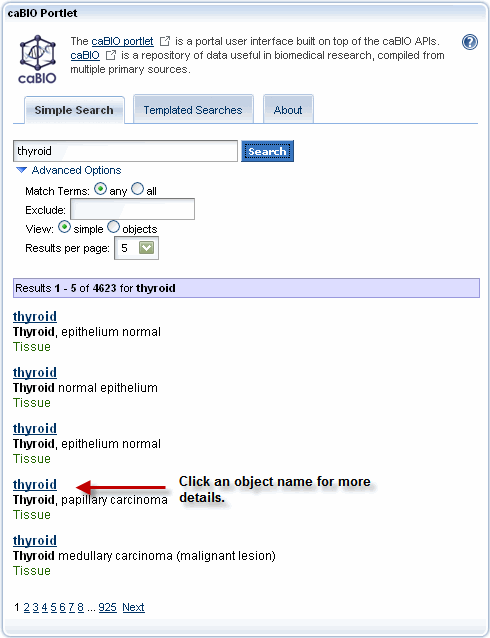 caBIO Portlet
The caBIO portlet is a portal user interface built on top of the caBIO APIs.
caBIO is a repository of data useful in biomedical research, compiled from
multiple primary sources.
caBIO
?
Simple Search Templated Searches About
thyroid Search
Advanced Options
Match Terms: any all
Exclude:
View: simple objects
Results per page: 5
Results 1 - 5 of 4623 for thyroid
thyroid
Thyroid, epithelium normal
Tissue
thyroid
Thyroid normal epithelium
Tissue
thyroid
Thyroid, epithelium normal
Tissue
thyroid
Thyroid, papillary carcinoma
Tissue
Click an object name for more
details.
thyroid
Thyroid medullary carcinoma (malignant lesion)
Tissue
1 2 3 4 5 6 7 8 ... 925 Next